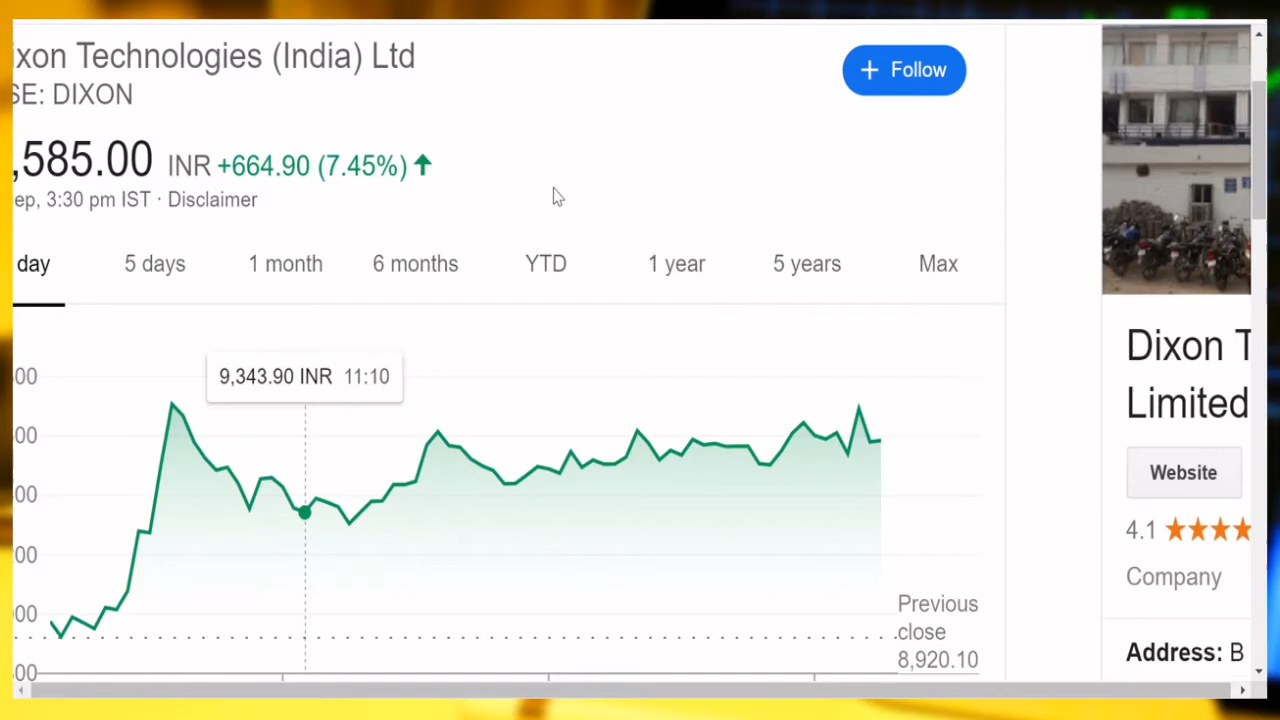 ixon Technologies (India) Ltd
SE: DIXON
+ Follow
,585.00 INR +664.90 (7.45%)
ep, 3:30 pm IST · Disclaimer
day 5 days 1 month 6 months YTD 1 year 5 years Max
9,343.90 INR 11:10
00
00
00
00
00
00
Previous
close
8,920.10
Dixon T
Limited
Website
4.1
Company
Address: B